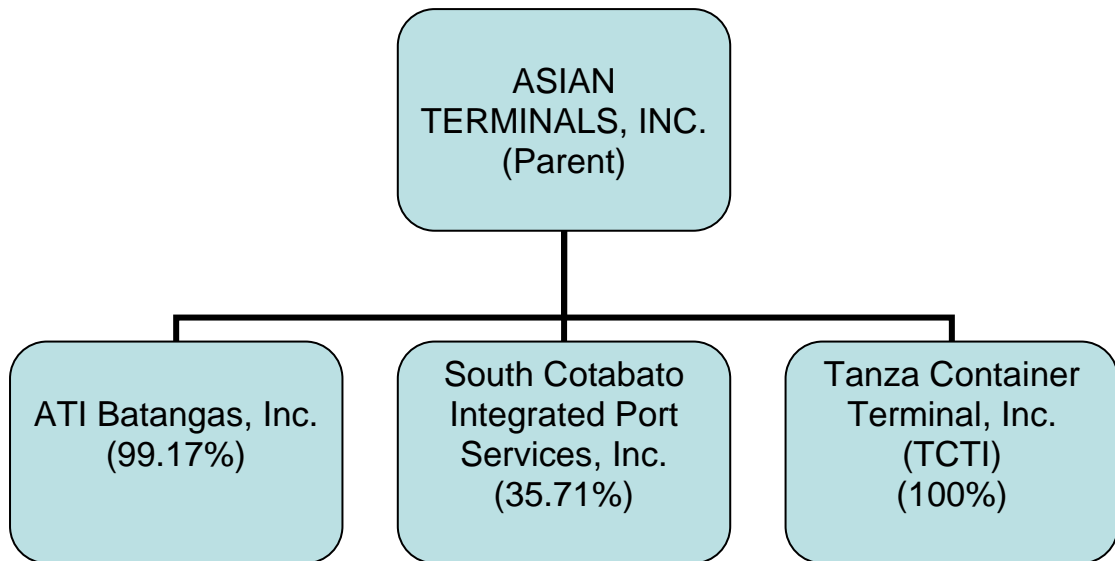 ASIAN
TERMINALS, INC.
(Parent)
ATI Batangas, Inc.
(99.17%)
South Cotabato
Integrated Port
Services, Inc.
(35.71%)
Tanza Container
Terminal, Inc.
(TCTI)
(100%)